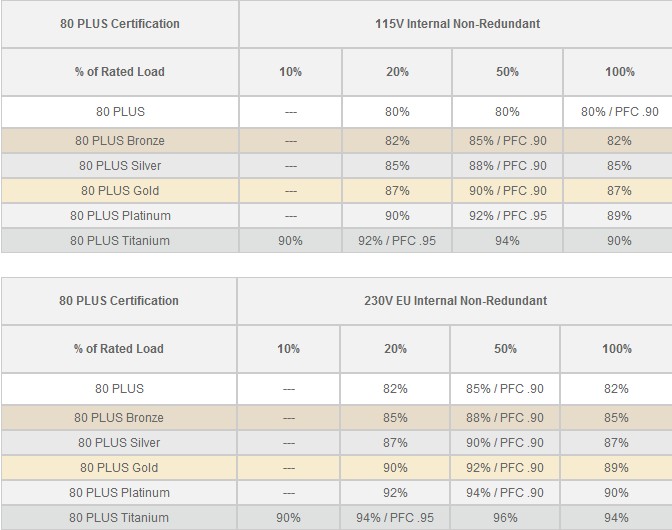 80 PLUS Certification 115V Internal Non-Redundant
% of Rated Load 10% 20% 50% 100%
80 PLUS --- 80% 80% 80% / PFC .90
80 PLUS Bronze --- 82% 85% / PFC .90 82%
80 PLUS Silver --- 85% 88% / PFC .90 85%
80 PLUS Gold --- 87% 90% / PFC .90 87%
80 PLUS Platinum --- 90% 92% / PFC .95 89%
80 PLUS Titanium 90% 92% / PFC .95 94% 90%
80 PLUS Certification 230V EU Internal Non-Redundant
% of Rated Load 10% 20% 50% 100%
80 PLUS --- 82% 85% / PFC .90 82%
80 PLUS Bronze --- 85% 88% / PFC .90 85%
80 PLUS Silver --- 87% 90% / PFC .90 87%
80 PLUS Gold --- 90% 92% / PFC .90 89%
80 PLUS Platinum --- 92% 94% / PFC .90 90%
80 PLUS Titanium 90% 94% / PFC .95 96% 94%